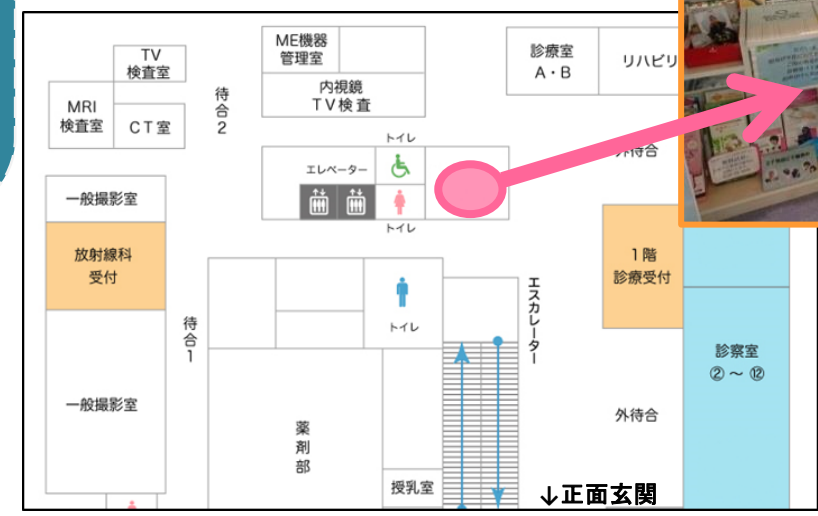 TV
検査室
MRI
検査室
CT室
待合2
ME機器
管理室
内視鏡
TV検査
診療室
A・B
リハビリ
トイレ
エレベーター
トイレ
外待合
一般撮影室
放射線科
受付
待合1
一般撮影室
トイレ
エスカレーター
1階
診療受付
診察室
②～⑫
外待合
薬剤部
授乳室
↓正面玄関